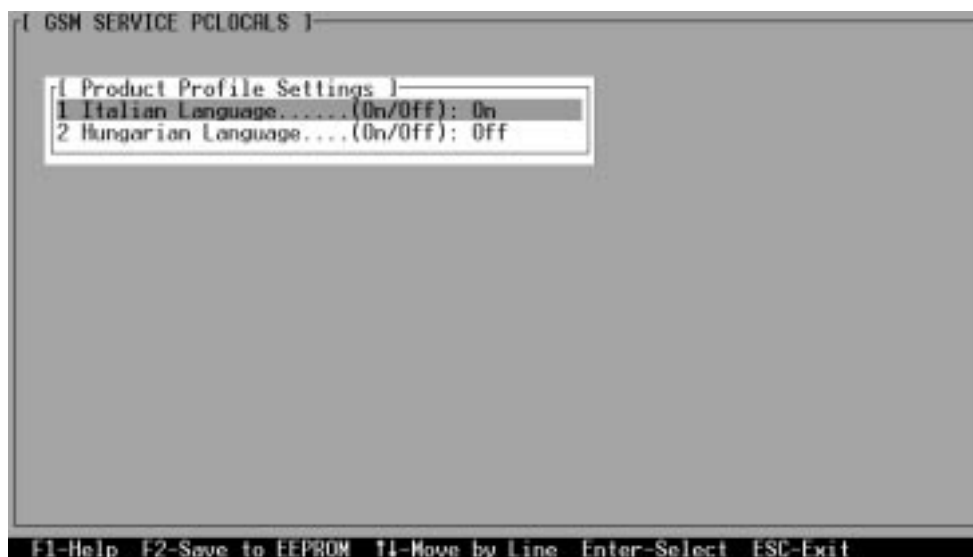 [ GSM SERVICE PCLOCALS ]
[ Product Profile Settings ]
1 Italian Language......(On/Off): On
2 Hungarian Language....(On/Off): Off
F1-Help F2-Save to EEPROM ↑↓-Move by Line Enter-Select ESC-Exit